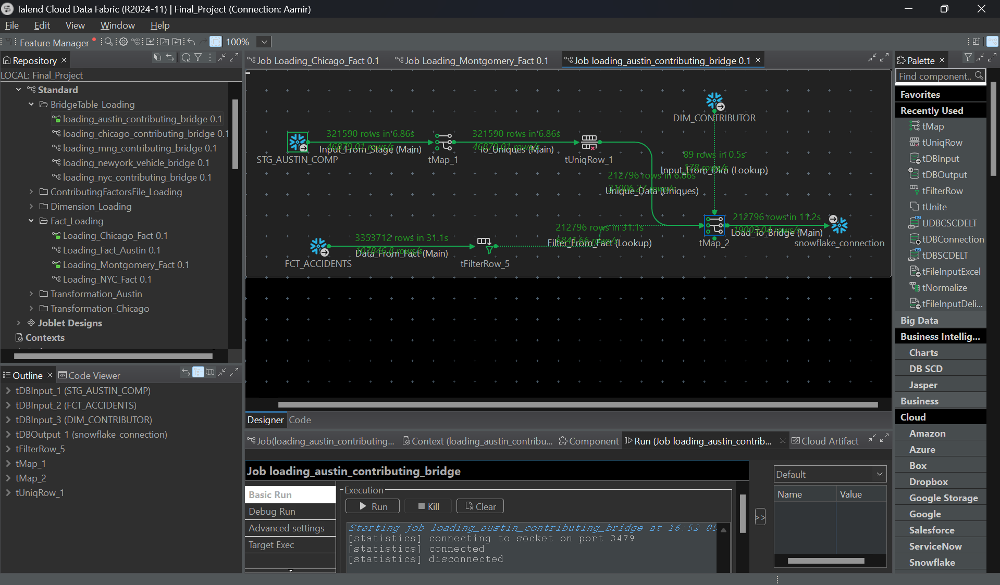 Talend Cloud Data Fabric (R2024-11) | Final_Project (Connection: Aamir)
File Edit View Window Help
Feature Manager 100%
Repository
LOCAL: Final_Project
Standard
BridgeTable_Loading
loading_austin_contributing_bridge 0.1
loading_chicago_contributing_bridge 0.1
loading_mng_contributing_bridge 0.1
loading_newyork_vehicle_bridge 0.1
loading_nyc_contributing_bridge 0.1
ContributingFactorsFile_Loading
Dimension_Loading
Fact_Loading
Loading_Chicago_Fact 0.1
Loading_Fact_Austin 0.1
Loading_Montgomery_Fact 0.1
Loading_NYC_Fact 0.1
Transformation_Austin
Transformation_Chicago
Joblet Designs
Contexts
Outline Code Viewer
tDBInput_1 (STG_AUSTIN_COMP)
tDBInput_2 (FCT_ACCIDENTS)
tDBInput_3 (DIM_CONTRIBUTOR)
tDBOutput_1 (snowflake_connection)
tFilterRow_5
tMap_1
tMap_2
tUniqRow_1
Job Loading_Chicago_Fact 0.1 Job Loading_Montgomery_Fact 0.1 Job loading_austin_contributing_bridge 0.1
DIM_CONTRIBUTOR
321590 rows in 6.86s 321590 rows in 6.86s
46879.01 rows/s 46879.01 rows/s
Input_From_Stage (Main) To_Uniques (Main)
STG_AUSTIN_COMP tMap_1 tUniqRow_1
89 rows in 0.5s
178 rows/s
Input_From_Dim (Lookup)
212796 rows in 6.86s
31006.27 rows/s
Unique_Data (Uniques)
212796 rows in 11.2s
19003.04 rows/s
Load_To_Bridge (Main)
212796 rows in 31.1s
6841.66 rows/s
Filter_From_Fact (Lookup)
tMap_2 snowflake_connection
3353712 rows in 31.1s
107846.8 rows/s
Data_From_Fact (Main)
FCT_ACCIDENTS tFilterRow_5
Designer Code
Job(loading_austin_contributing... Context (loading_austin_contribu... Component Run (Job loading_austin_contrib... Cloud Artifact
Job loading_austin_contributing_bridge
Basic Run
Debug Run
Advanced settings
Target Exec
Execution
Run Kill Clear
Starting job loading_austin_contributing_bridge at 16:52 05
[statistics] connecting to socket on port 3479
[statistics] connected
[statistics] disconnected
>>
Default
Name Value
Palette
Find component..
Favorites
Recently Used
tMap
tUniqRow
tDBInput
tDBOutput
tFilterRow
tUnite
tJDBCSCDELT
tDBConnection
tDBSCDELT
tFileInputExcel
tNormalize
tFileInputDeli...
Big Data
Business Intellig...
Charts
DB SCD
Jasper
Business
Cloud
Amazon
Azure
Box
Dropbox
Google Storage
Google
Salesforce
ServiceNow
Snowflake